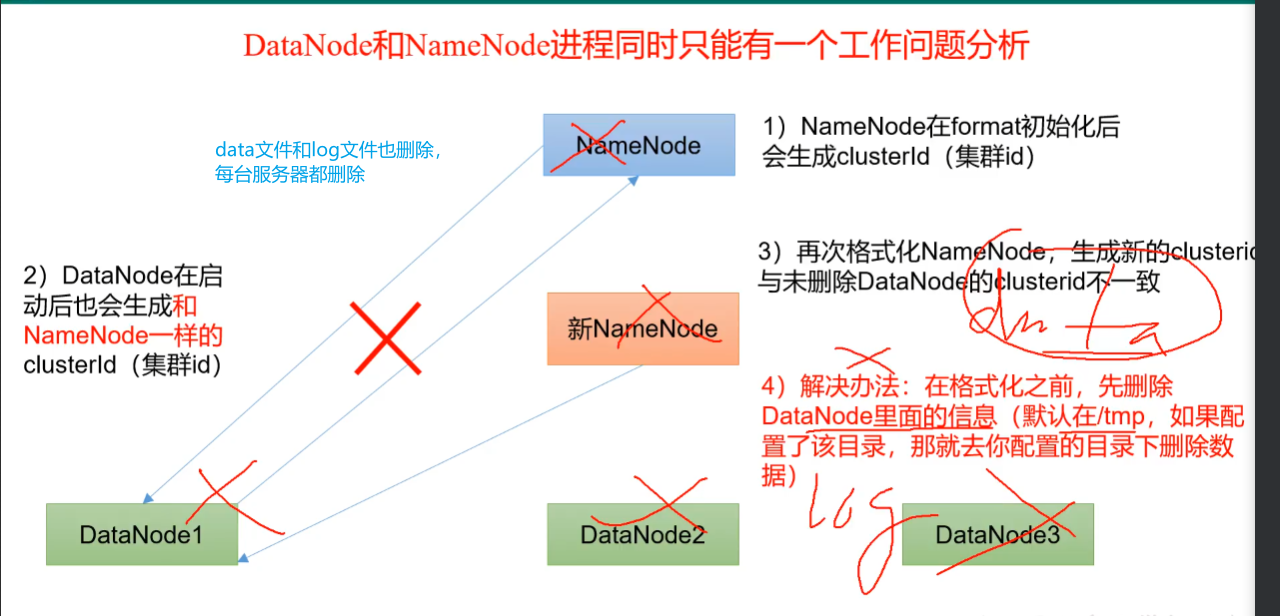 DataNode和NameNode进程同时只能有一个工作问题分析
data文件和log文件也删除，
每台服务器都删除
NameNode
1）NameNode在format初始化后
会生成clusterId（集群id）
2）DataNode在启
动后也会生成和
NameNode一样的
clusterId（集群id）
3）再次格式化NameNode，生成新的clusterid
与未删除DataNode的clusterid不一致
新NameNode
data
4）解决办法：在格式化之前，先删除
DataNode里面的信息（默认在/tmp，如果配
置了该目录，那就去你配置的目录下删除数
据）
log
DataNode1
DataNode2
DataNode3